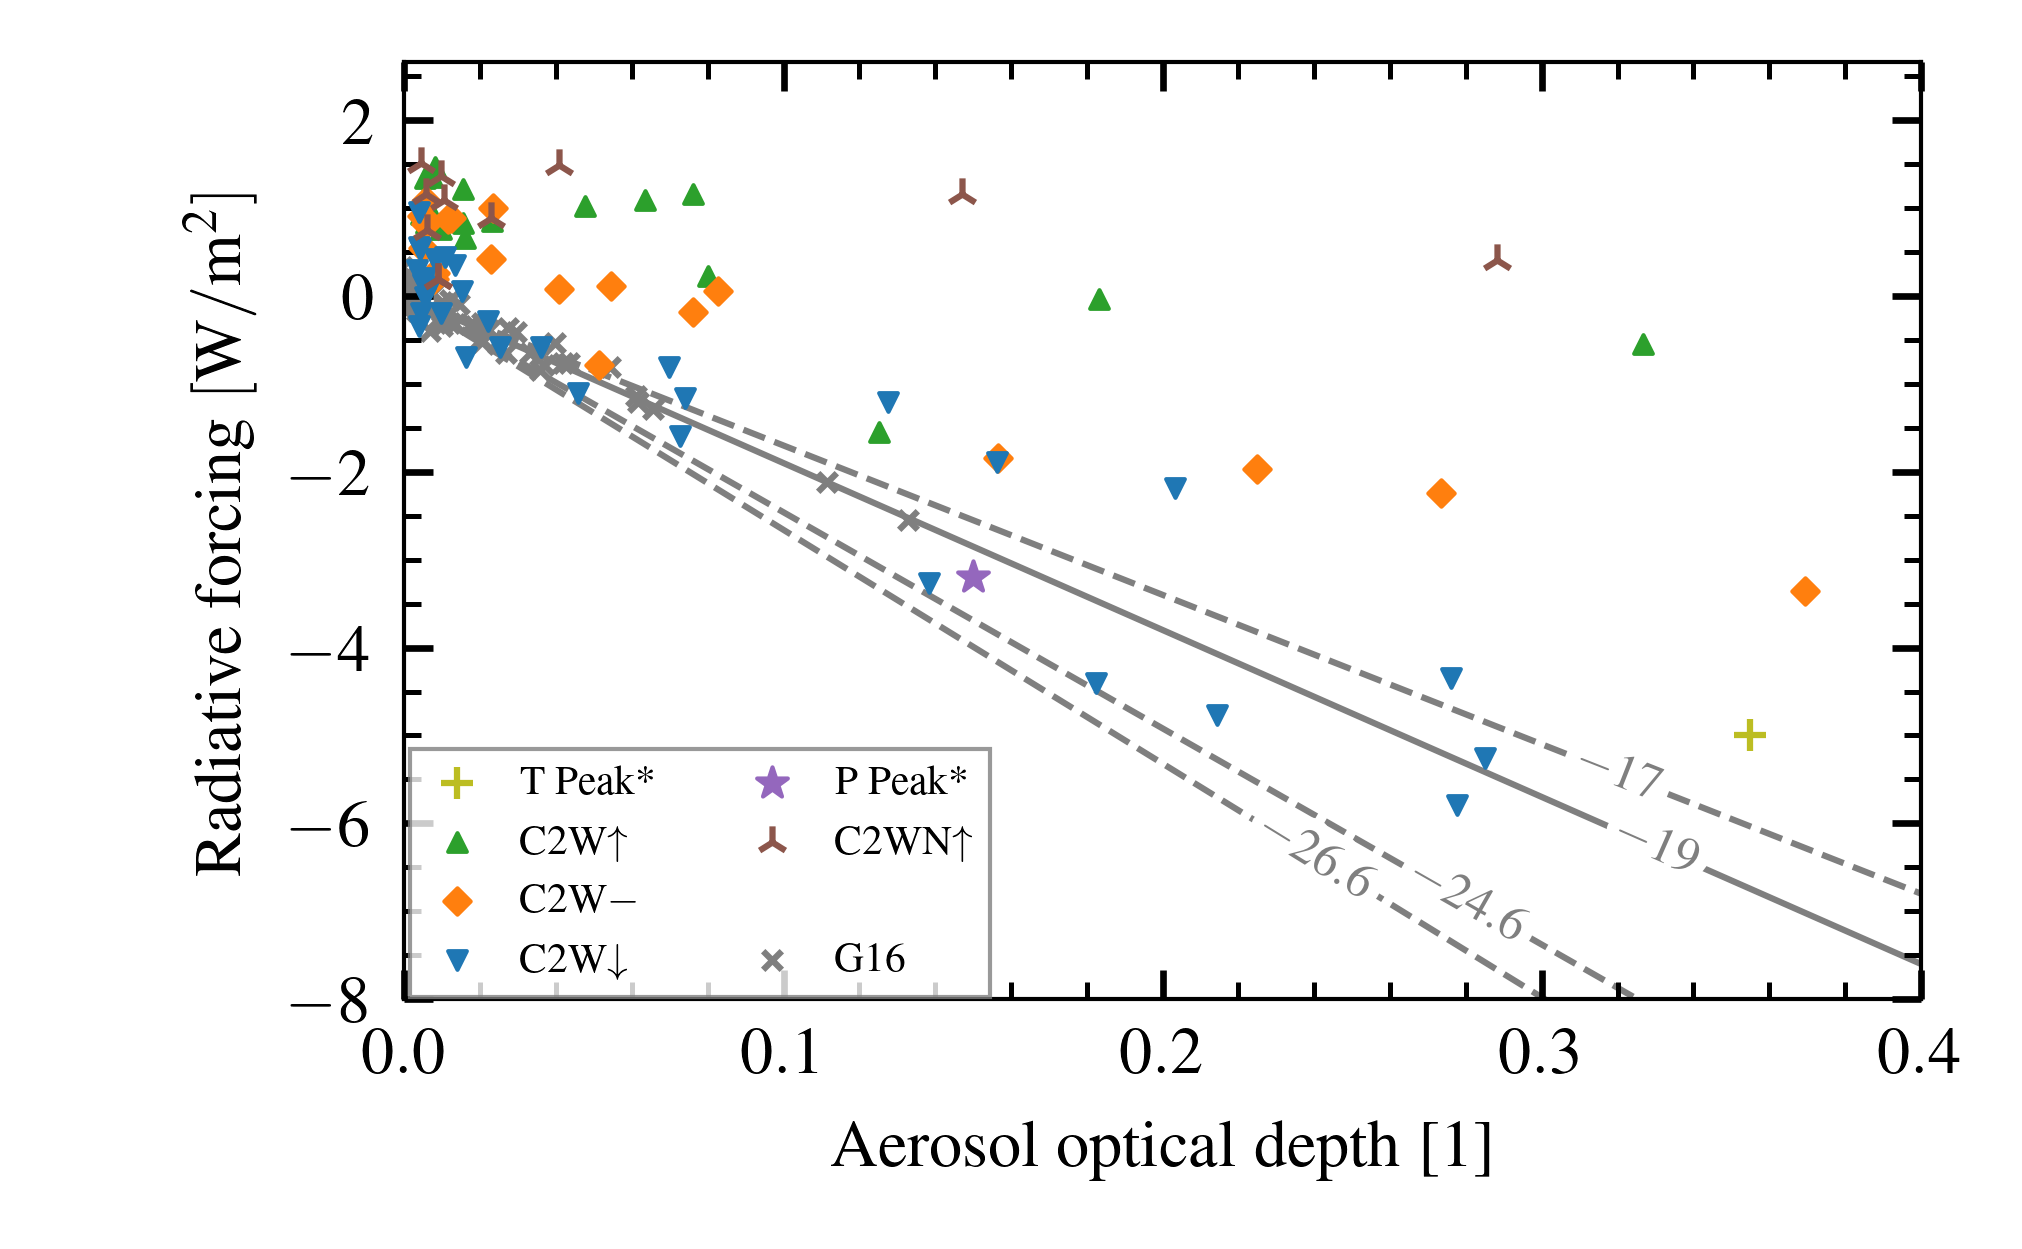 Radiative forcing [W/m²]
2
0
−2
−4
−6
−8
−17
−19
−24.6
−26.6
T Peak*
C2W↑
C2W−
C2W↓
P Peak*
C2WN↑
G16
0.0 0.1 0.2 0.3 0.4
Aerosol optical depth [1]